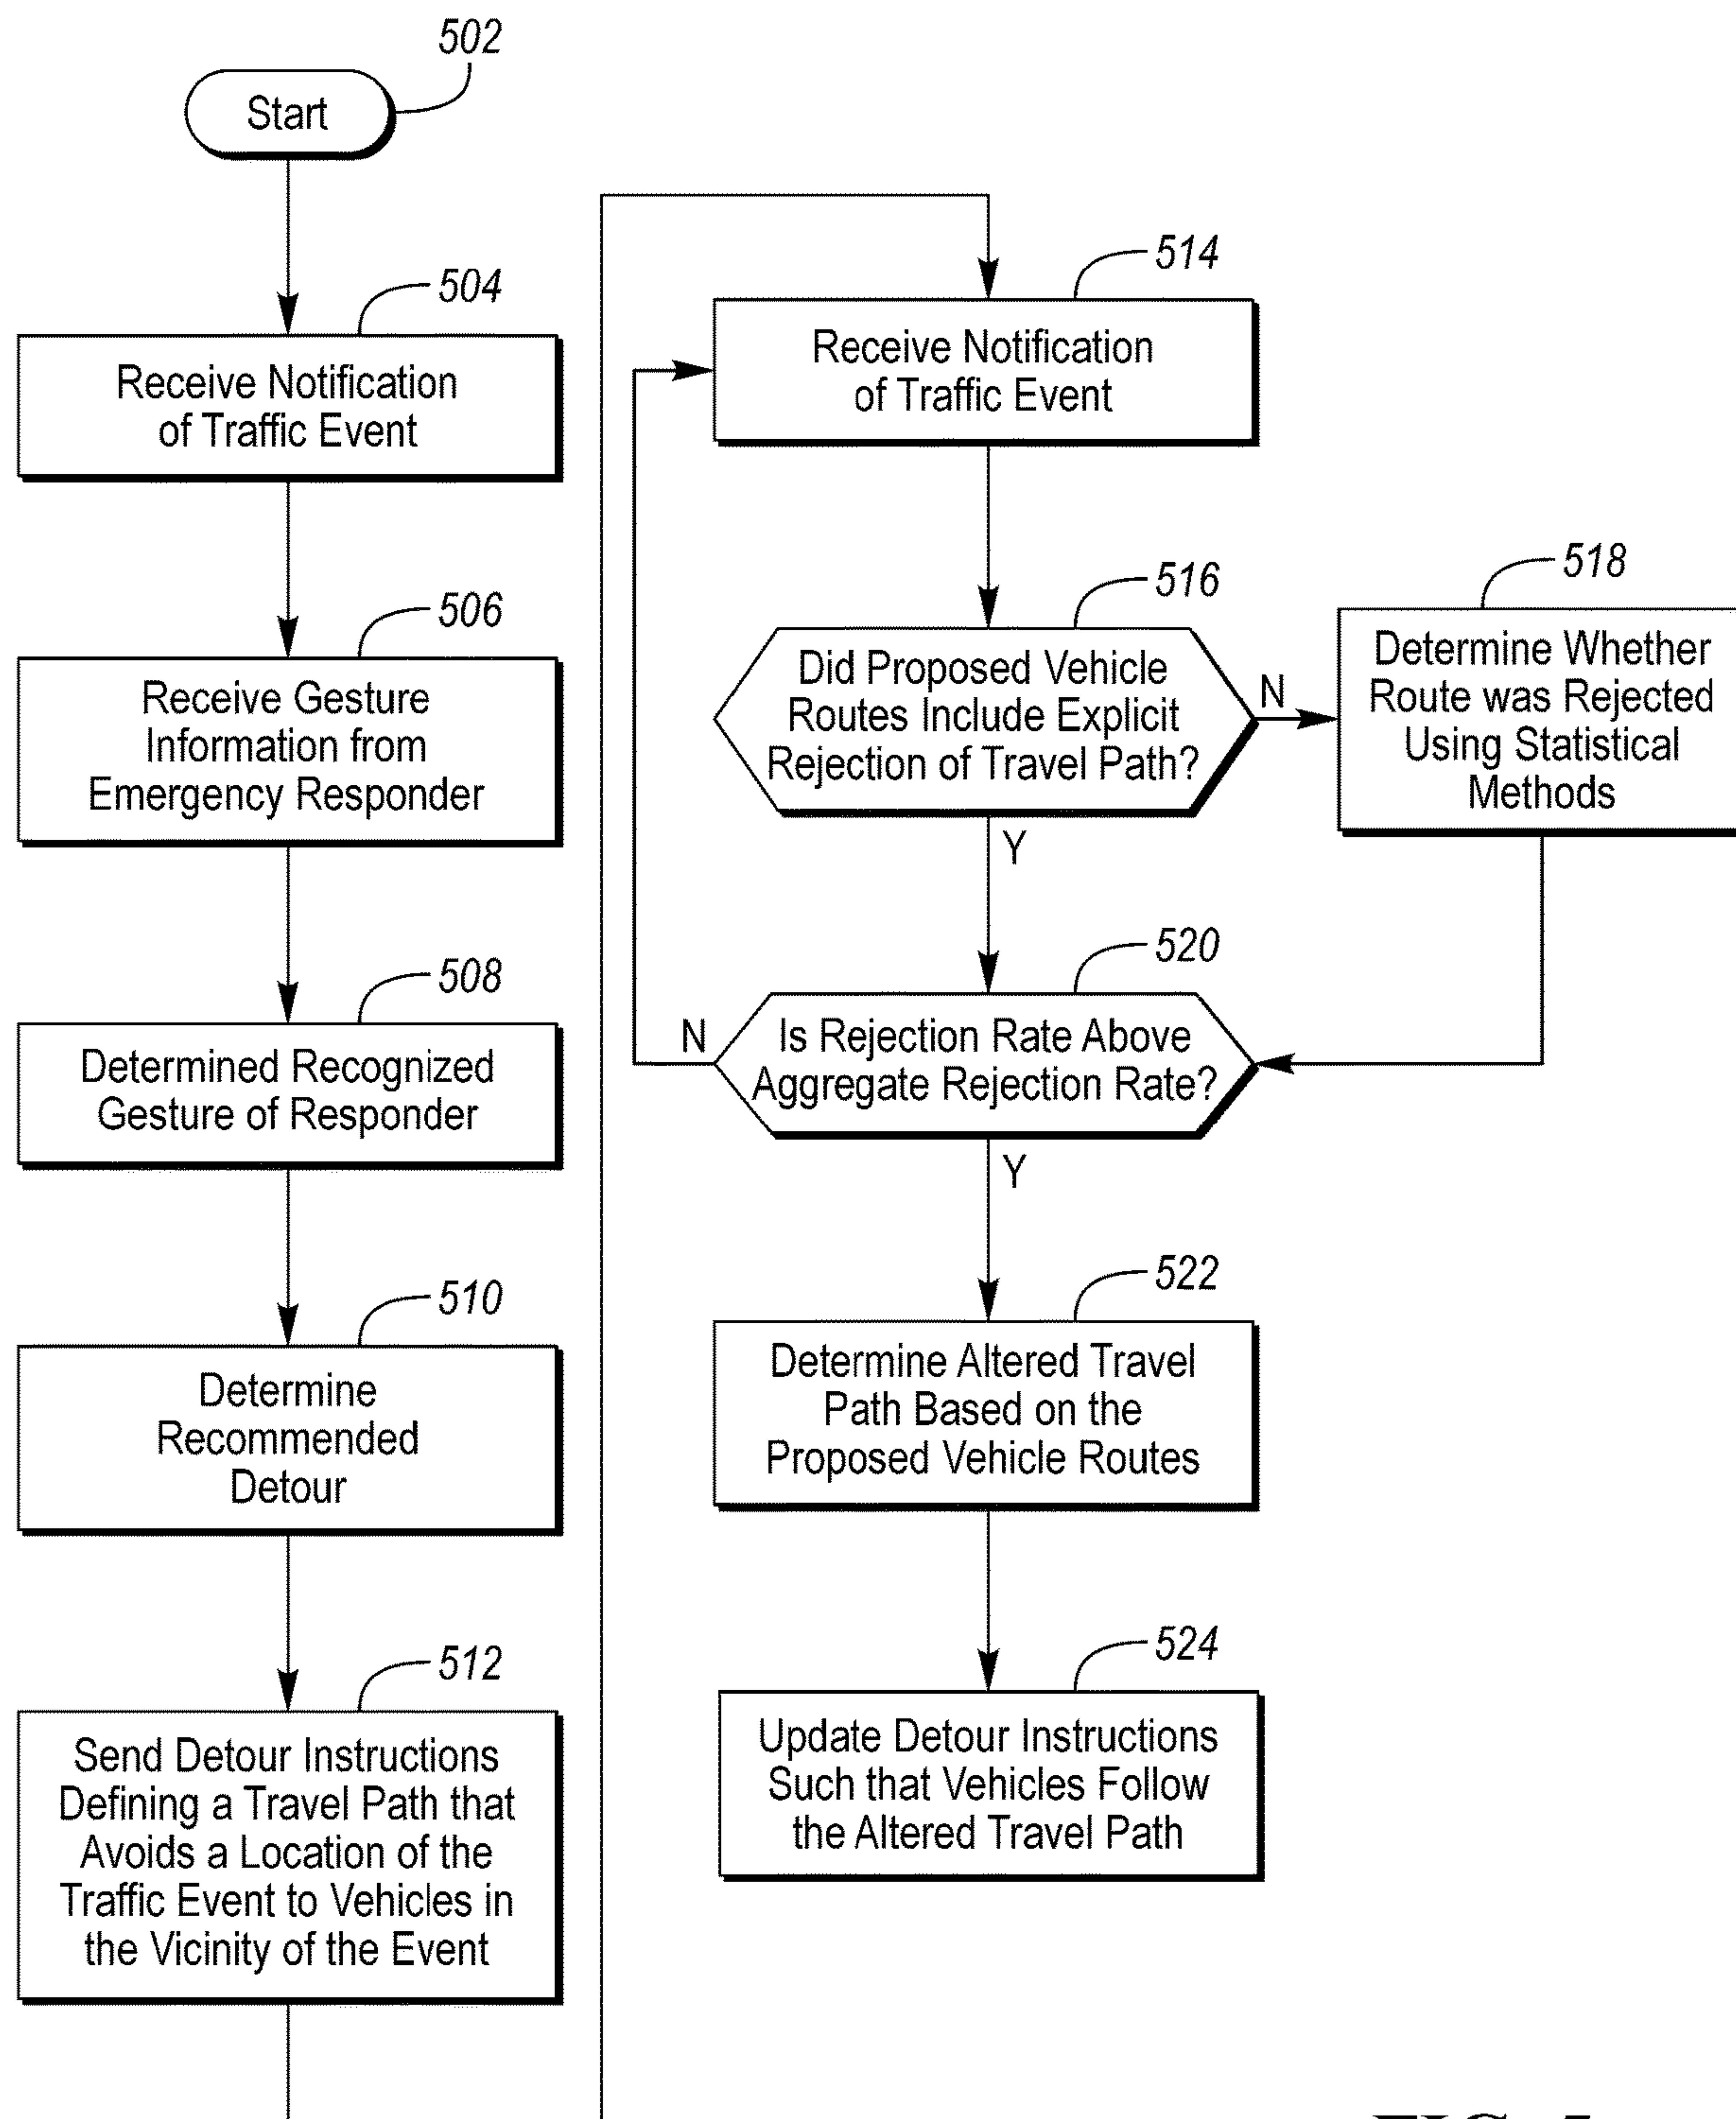 502
Start
504
Receive Notification
of Traffic Event
506
Receive Gesture
Information from
Emergency Responder
508
Determined Recognized
Gesture of Responder
510
Determine
Recommended
Detour
512
Send Detour Instructions
Defining a Travel Path that
Avoids a Location of the
Traffic Event to Vehicles in
the Vicinity of the Event
514
Receive Notification
of Traffic Event
516
Did Proposed Vehicle
Routes Include Explicit
Rejection of Travel Path?
N
Y
518
Determine Whether
Route was Rejected
Using Statistical
Methods
520
Is Rejection Rate Above
Aggregate Rejection Rate?
N
Y
522
Determine Altered Travel
Path Based on the
Proposed Vehicle Routes
524
Update Detour Instructions
Such that Vehicles Follow
the Altered Travel Path